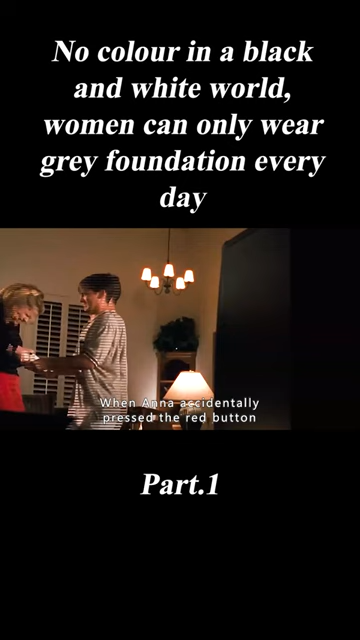 No colour in a black
and white world,
women can only wear
grey foundation every
day
When Anna accidentally
pressed the red button
Part.1